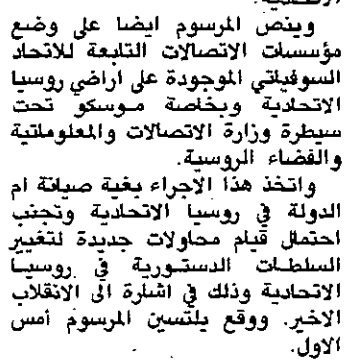 وينص المرسوم ايضا على وضع
مؤسسات الاتصالات التابعة للاتحاد
السوفياتي الموجودة على اراضي روسيا
الاتحادية وبخاصة موسكو تحت
سيطرة وزارة الاتصالات والمعلوماتية
والفضاء الروسية.
واتخذ هذا الاجراء بغية صيانة ام
الدولة في روسيا الاتحادية وتجنب
احتمال قيام محاولات جديدة لتغيير
السلطات الدستورية في روسيا
الاتحادية وذلك في اشارة الى الانقلاب
الاخير. ووقع يلتسين المرسوم أمس
الاول.